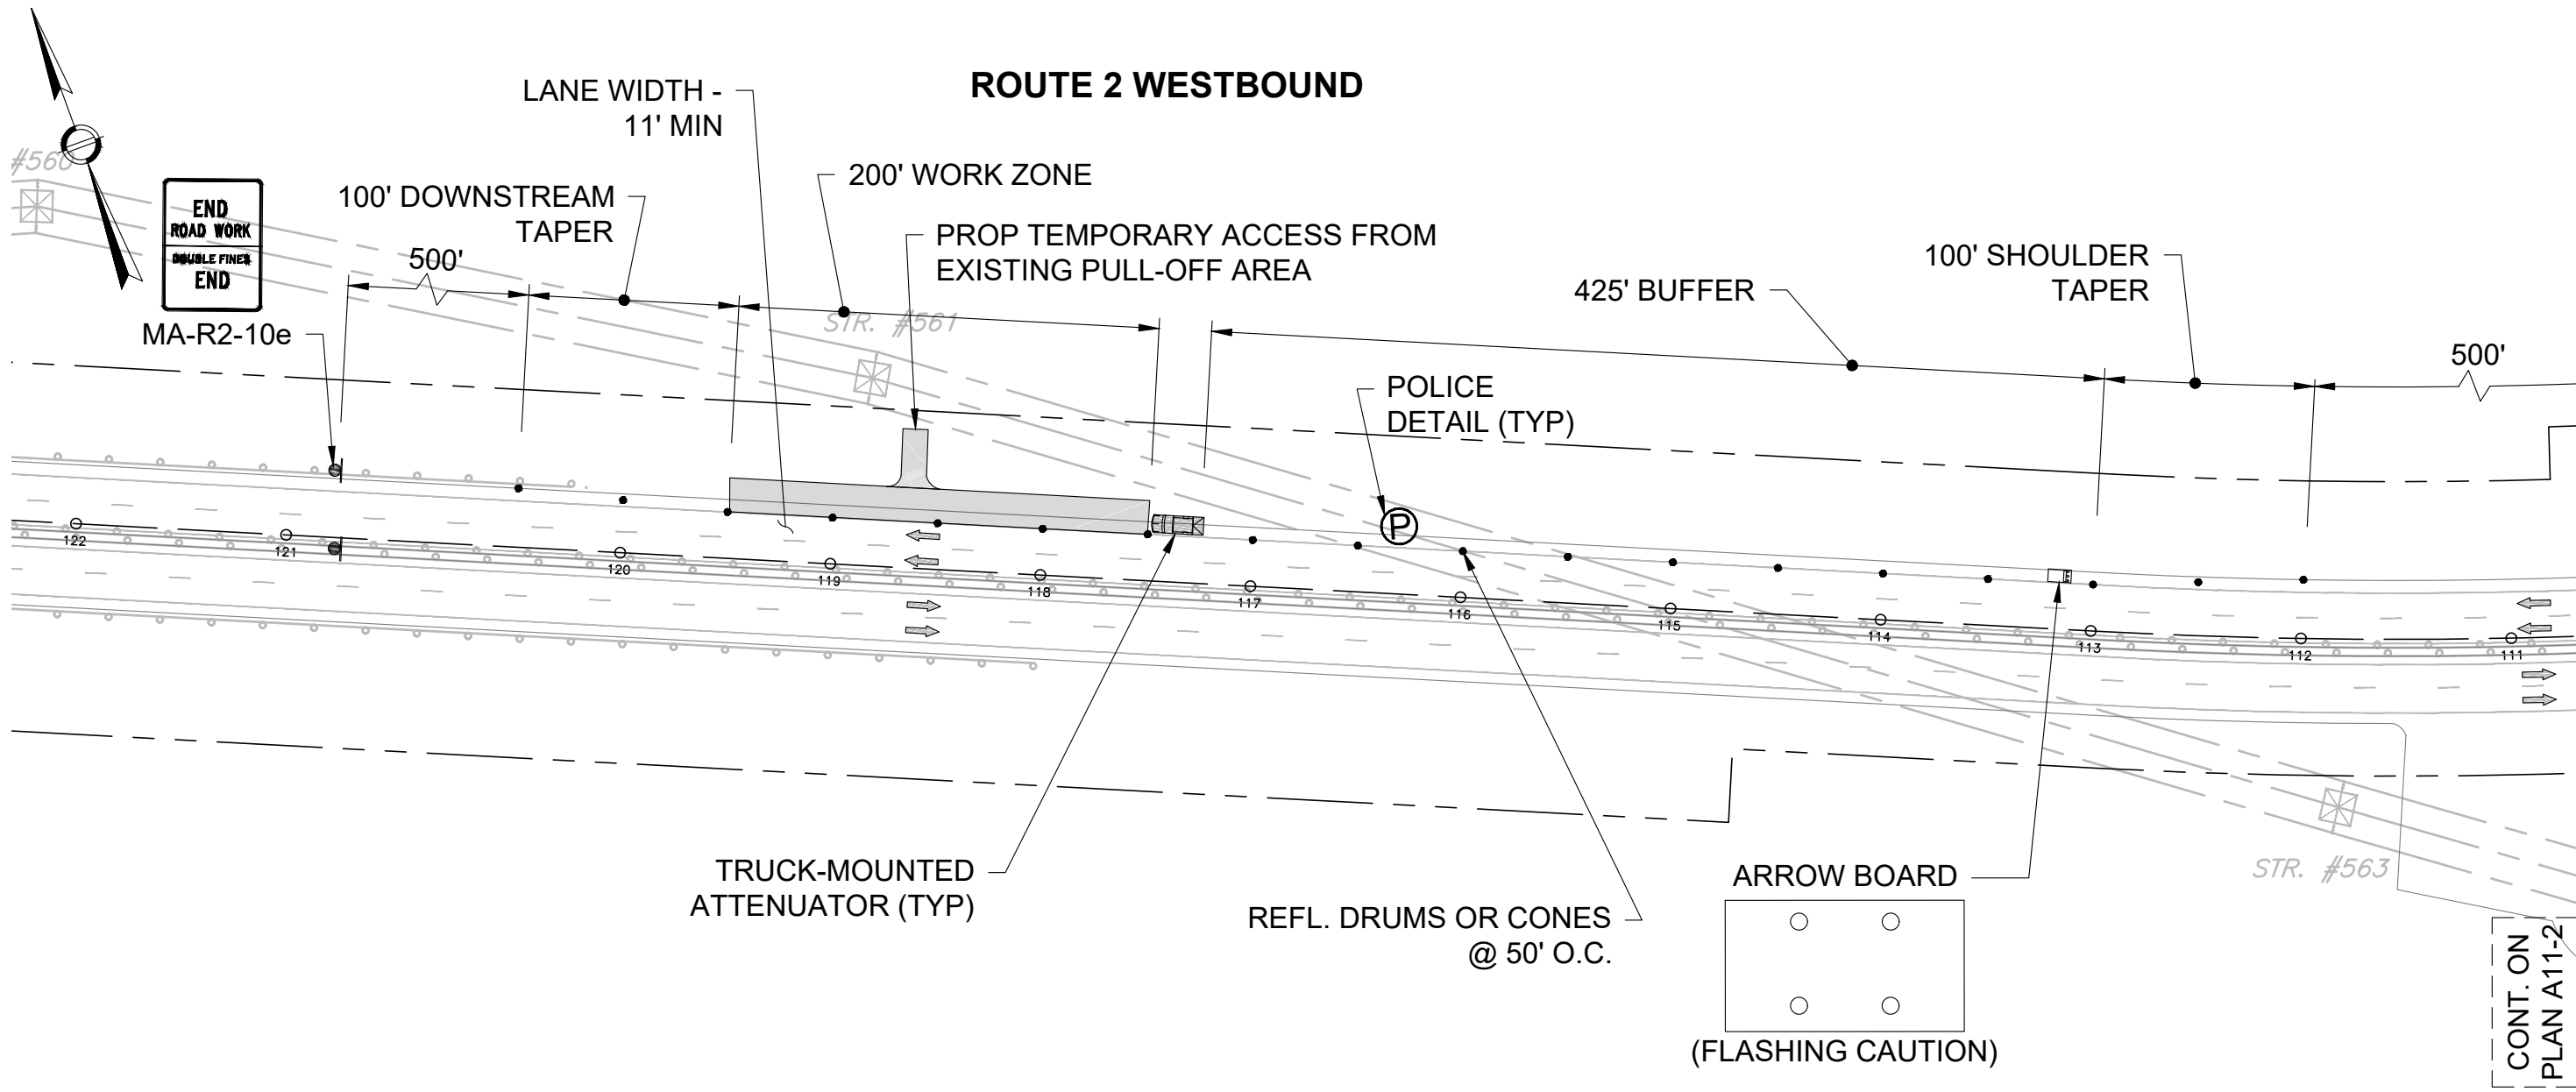 ROUTE 2 WESTBOUND
LANE WIDTH -
11' MIN
200' WORK ZONE
#560
END
ROAD WORK
DOUBLE FINES
END
100' DOWNSTREAM
TAPER
500'
PROP TEMPORARY ACCESS FROM
EXISTING PULL-OFF AREA
100' SHOULDER
TAPER
425' BUFFER
MA-R2-10e
STR. #561
500'
POLICE
DETAIL (TYP)
P
122
121
120
119
118
117
116
115
114
113
112
111
TRUCK-MOUNTED
ATTENUATOR (TYP)
REFL. DRUMS OR CONES
@ 50' O.C.
ARROW BOARD
(FLASHING CAUTION)
STR. #563
CONT. ON
PLAN A11-2